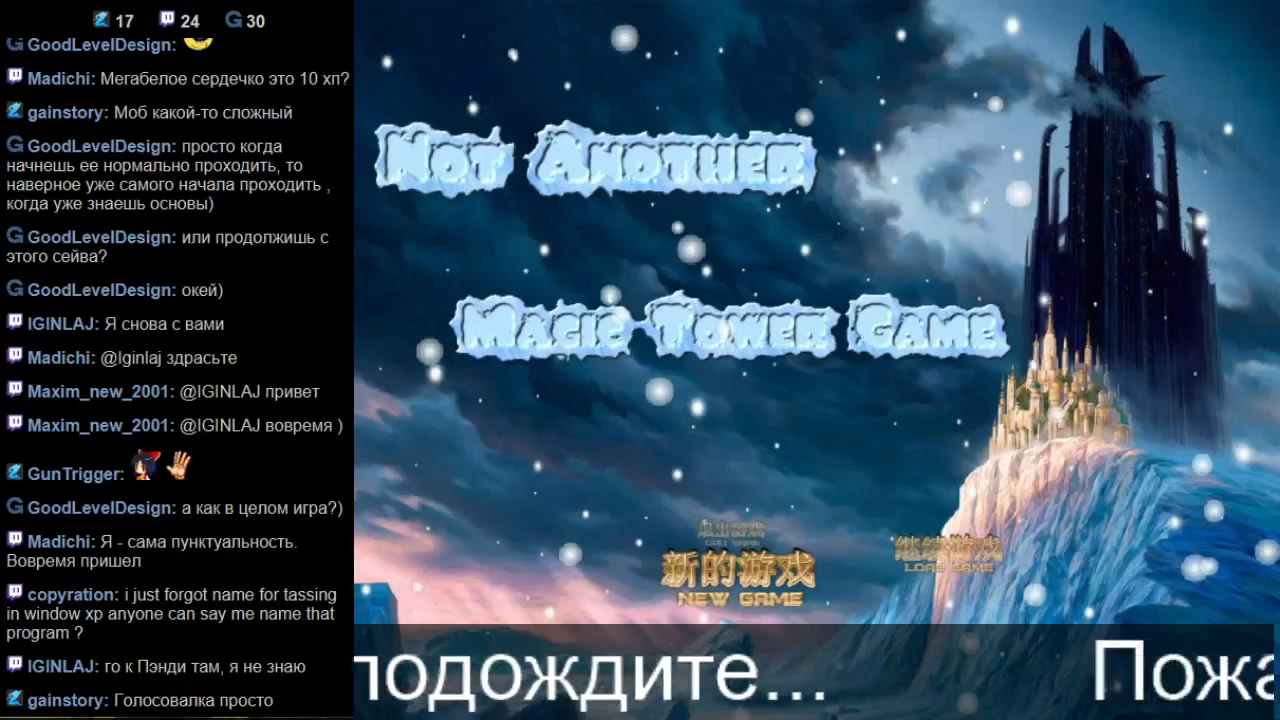 17 24 30
GoodLevelDesign:
Madichi: Мегабелое сердечко это 10 хп?
gainstory: Моб какой-то сложный
GoodLevelDesign: просто когда
начнешь ее нормально проходить, то
наверное уже самого начала проходить ,
когда уже знаешь основы)
GoodLevelDesign: или продолжишь с
этого сейва?
GoodLevelDesign: окей)
IGINLAJ: Я снова с вами
Madichi: @Iginlaj здрасьте
Maxim_new_2001: @IGINLAJ привет
Maxim_new_2001: @IGINLAJ вовремя )
GunTrigger:
GoodLevelDesign: а как в целом игра?)
Madichi: Я - сама пунктуальность.
Вовремя пришел
copyration: i just forgot name for tassing
in window xp anyone can say me name that
program ?
IGINLAJ: го к Пэнди там, я не знаю
gainstory: Голосовалка просто
Not Another
Magic Tower Game
退出游戏
新的游戏
NEW GAME
继续游戏
LOAD GAME
подождите... Пожа